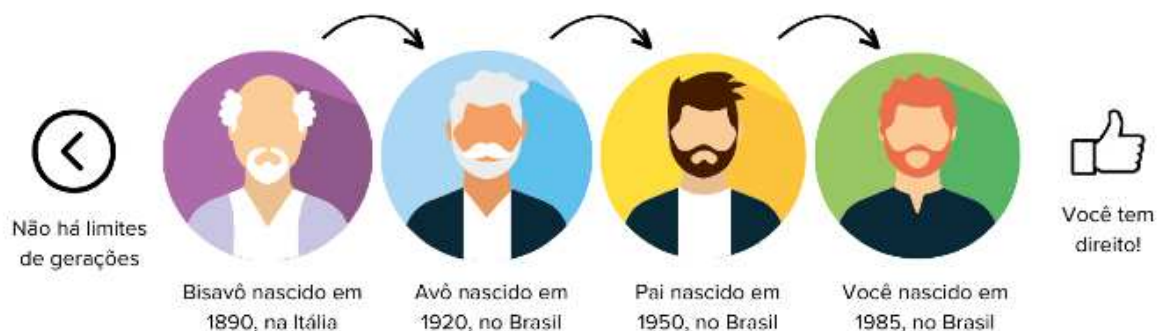 Não há limites
de gerações
Bisavô nascido em
1890, na Itália
Avô nascido em
1920, no Brasil
Pai nascido em
1950, no Brasil
Você nascido em
1985, no Brasil
Você tem
direito!